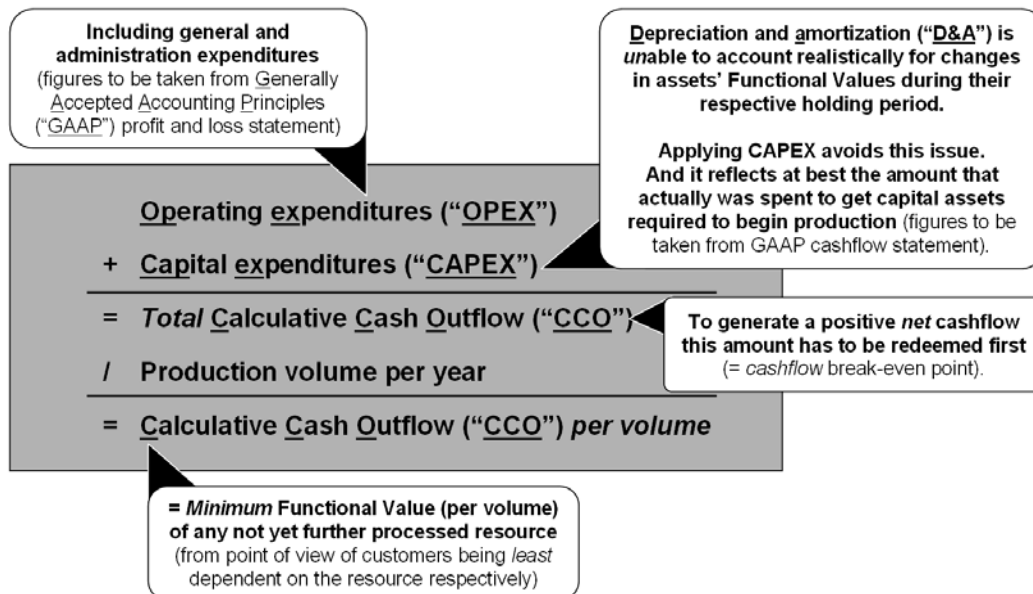 Including general and
administration expenditures
(figures to be taken from Generally
Accepted Accounting Principles
(“GAAP”) profit and loss statement)
Depreciation and amortization (“D&A”) is
unable to account realistically for changes
in assets’ Functional Values during their
respective holding period.
Applying CAPEX avoids this issue.
And it reflects at best the amount that
actually was spent to get capital assets
required to begin production (figures to be
taken from GAAP cashflow statement).
Operating expenditures (“OPEX”)
+ Capital expenditures (“CAPEX”)
= Total Calculative Cash Outflow (“CCO”)
To generate a positive net cashflow
this amount has to be redeemed first
(= cashflow break-even point).
/ Production volume per year
= Calculative Cash Outflow (“CCO”) per volume
= Minimum Functional Value (per volume)
of any not yet further processed resource
(from point of view of customers being least
dependent on the resource respectively)